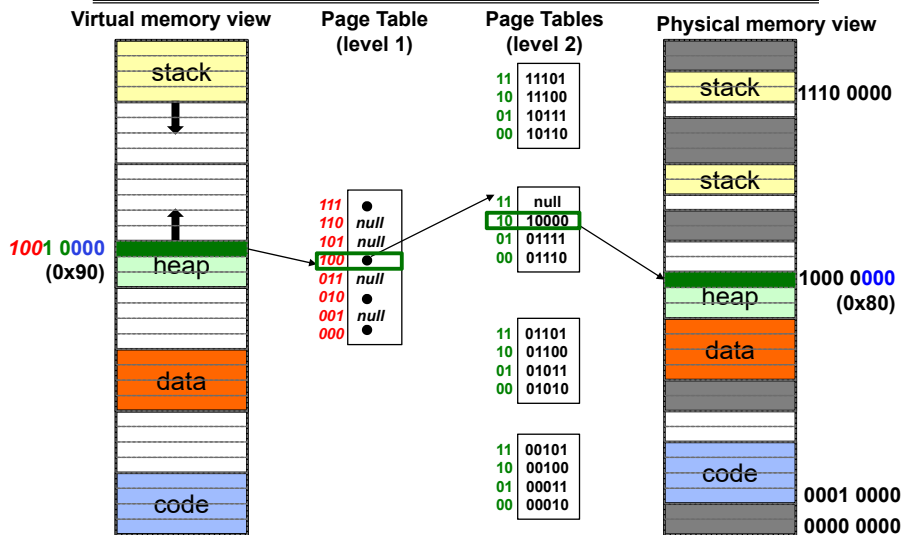 Virtual memory view
Page Table
(level 1)
Page Tables
(level 2)
Physical memory view
stack
heap
data
code
1001 0000
(0x90)
111
110 null
101 null
100
011 null
010
001 null
000
11 11101
10 11100
01 10111
00 10110
11 null
10 10000
01 01111
00 01110
11 01101
10 01100
01 01011
00 01010
11 00101
10 00100
01 00011
00 00010
stack
1110 0000
stack
1000 0000
(0x80)
heap
data
code
0001 0000
0000 0000